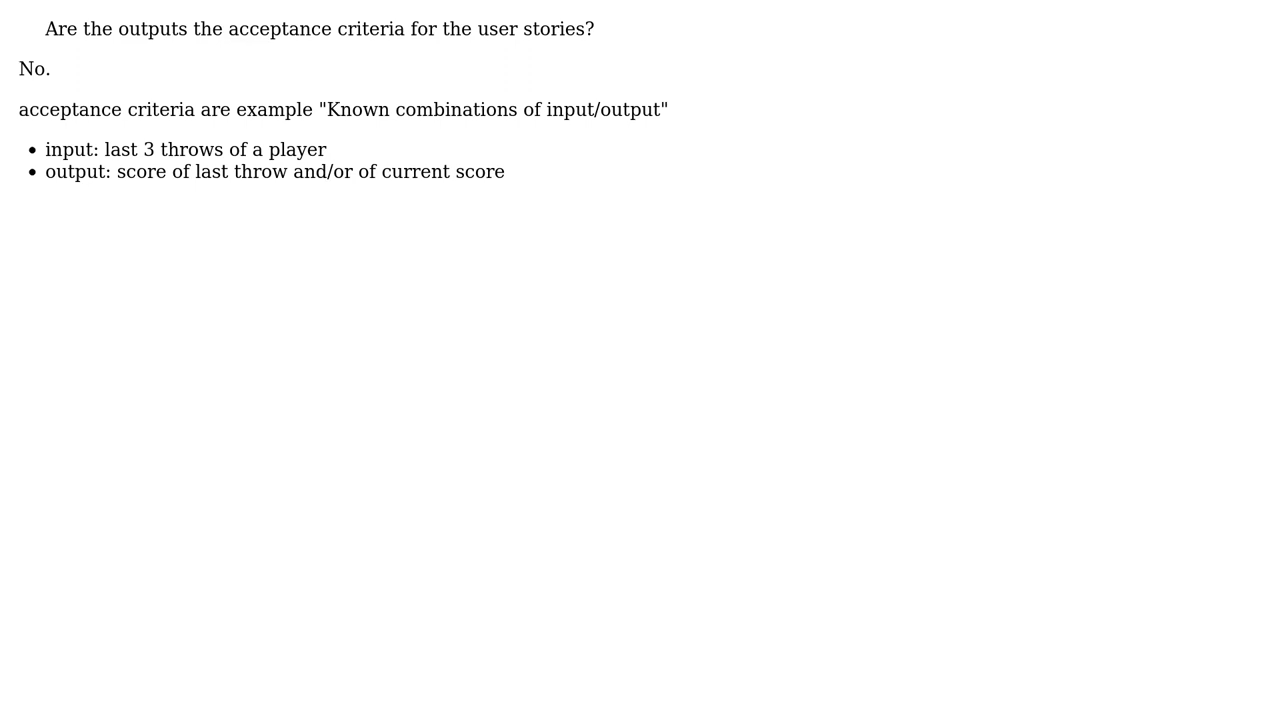 Are the outputs the acceptance criteria for the user stories?
No.
acceptance criteria are example "Known combinations of input/output"
• input: last 3 throws of a player
• output: score of last throw and/or of current score